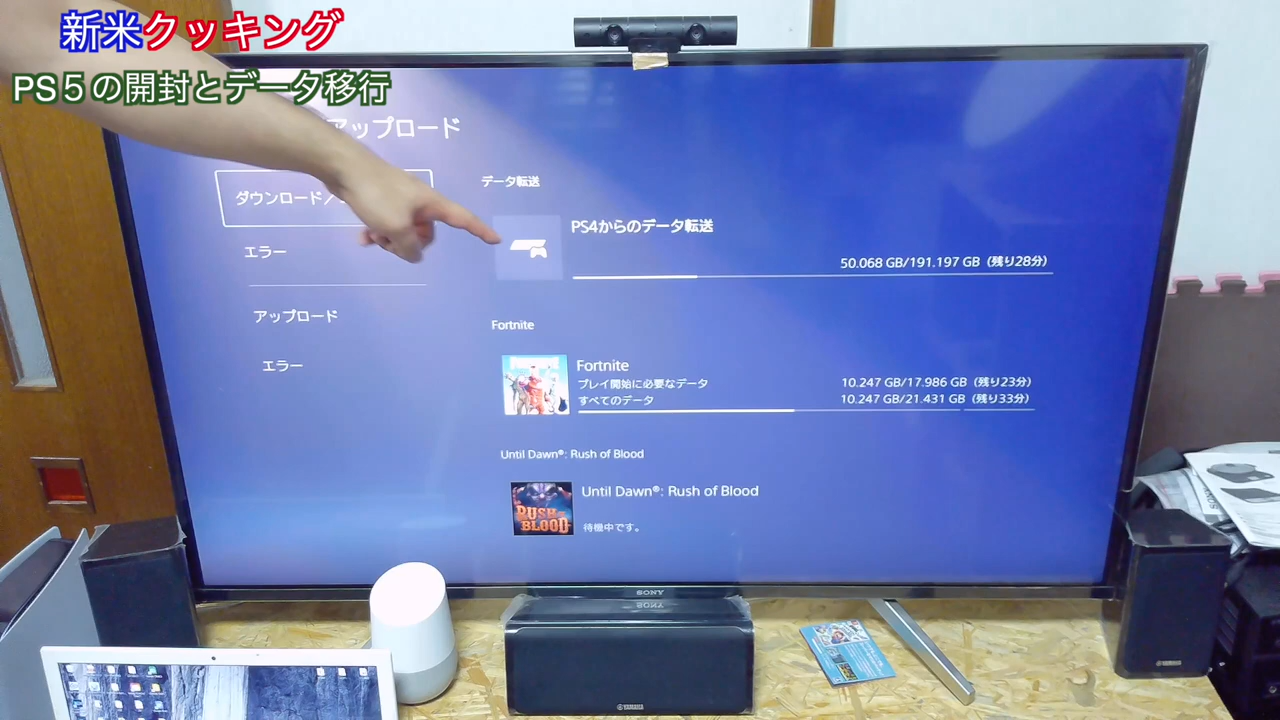 新米クッキング
PS5の開封とデータ移行
アップロード
ダウンロード/
エラー
アップロード
エラー
データ転送
PS4からのデータ転送
50.068 GB/191.197 GB（残り28分）
Fortnite
Fortnite
プレイ開始に必要なデータ
10.247 GB/17.986 GB（残り23分）
すべてのデータ
10.247 GB/21.431 GB（残り33分）
Until Dawn®: Rush of Blood
Until Dawn®: Rush of Blood
RUSH OF BLOOD
待機中です。
SONY
SONY
YAMAHA
YAMAHA